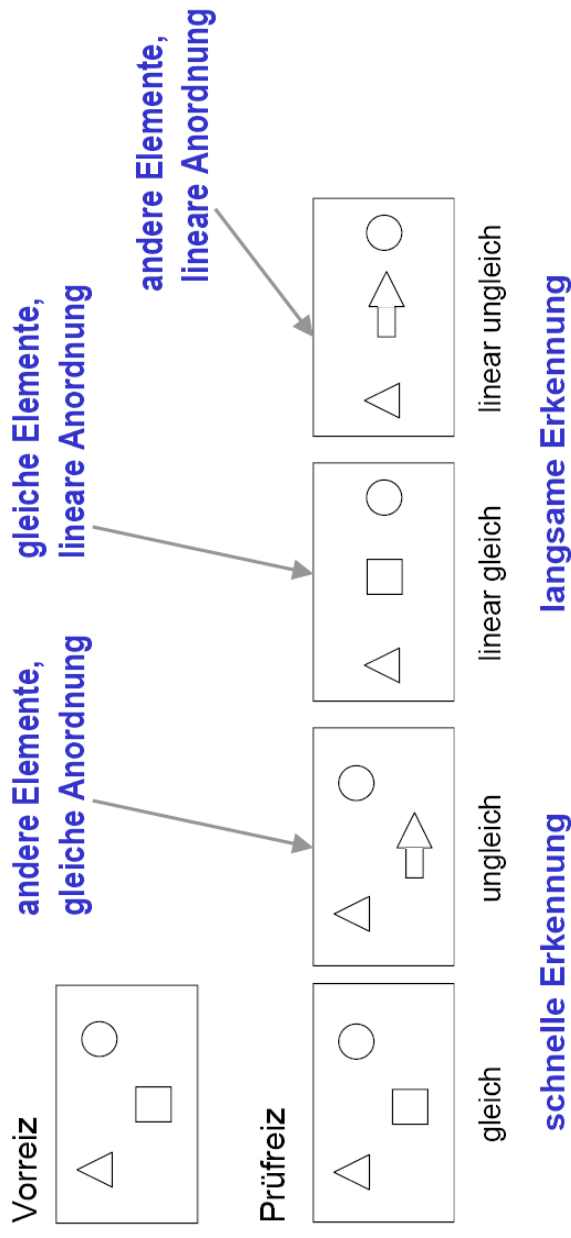 Vorreiz
andere Elemente,
gleiche Anordnung
gleiche Elemente,
lineare Anordnung
andere Elemente,
lineare Anordnung
Prüfreiz
gleich
ungleich
linear gleich
linear ungleich
schnelle Erkennung
langsame Erkennung